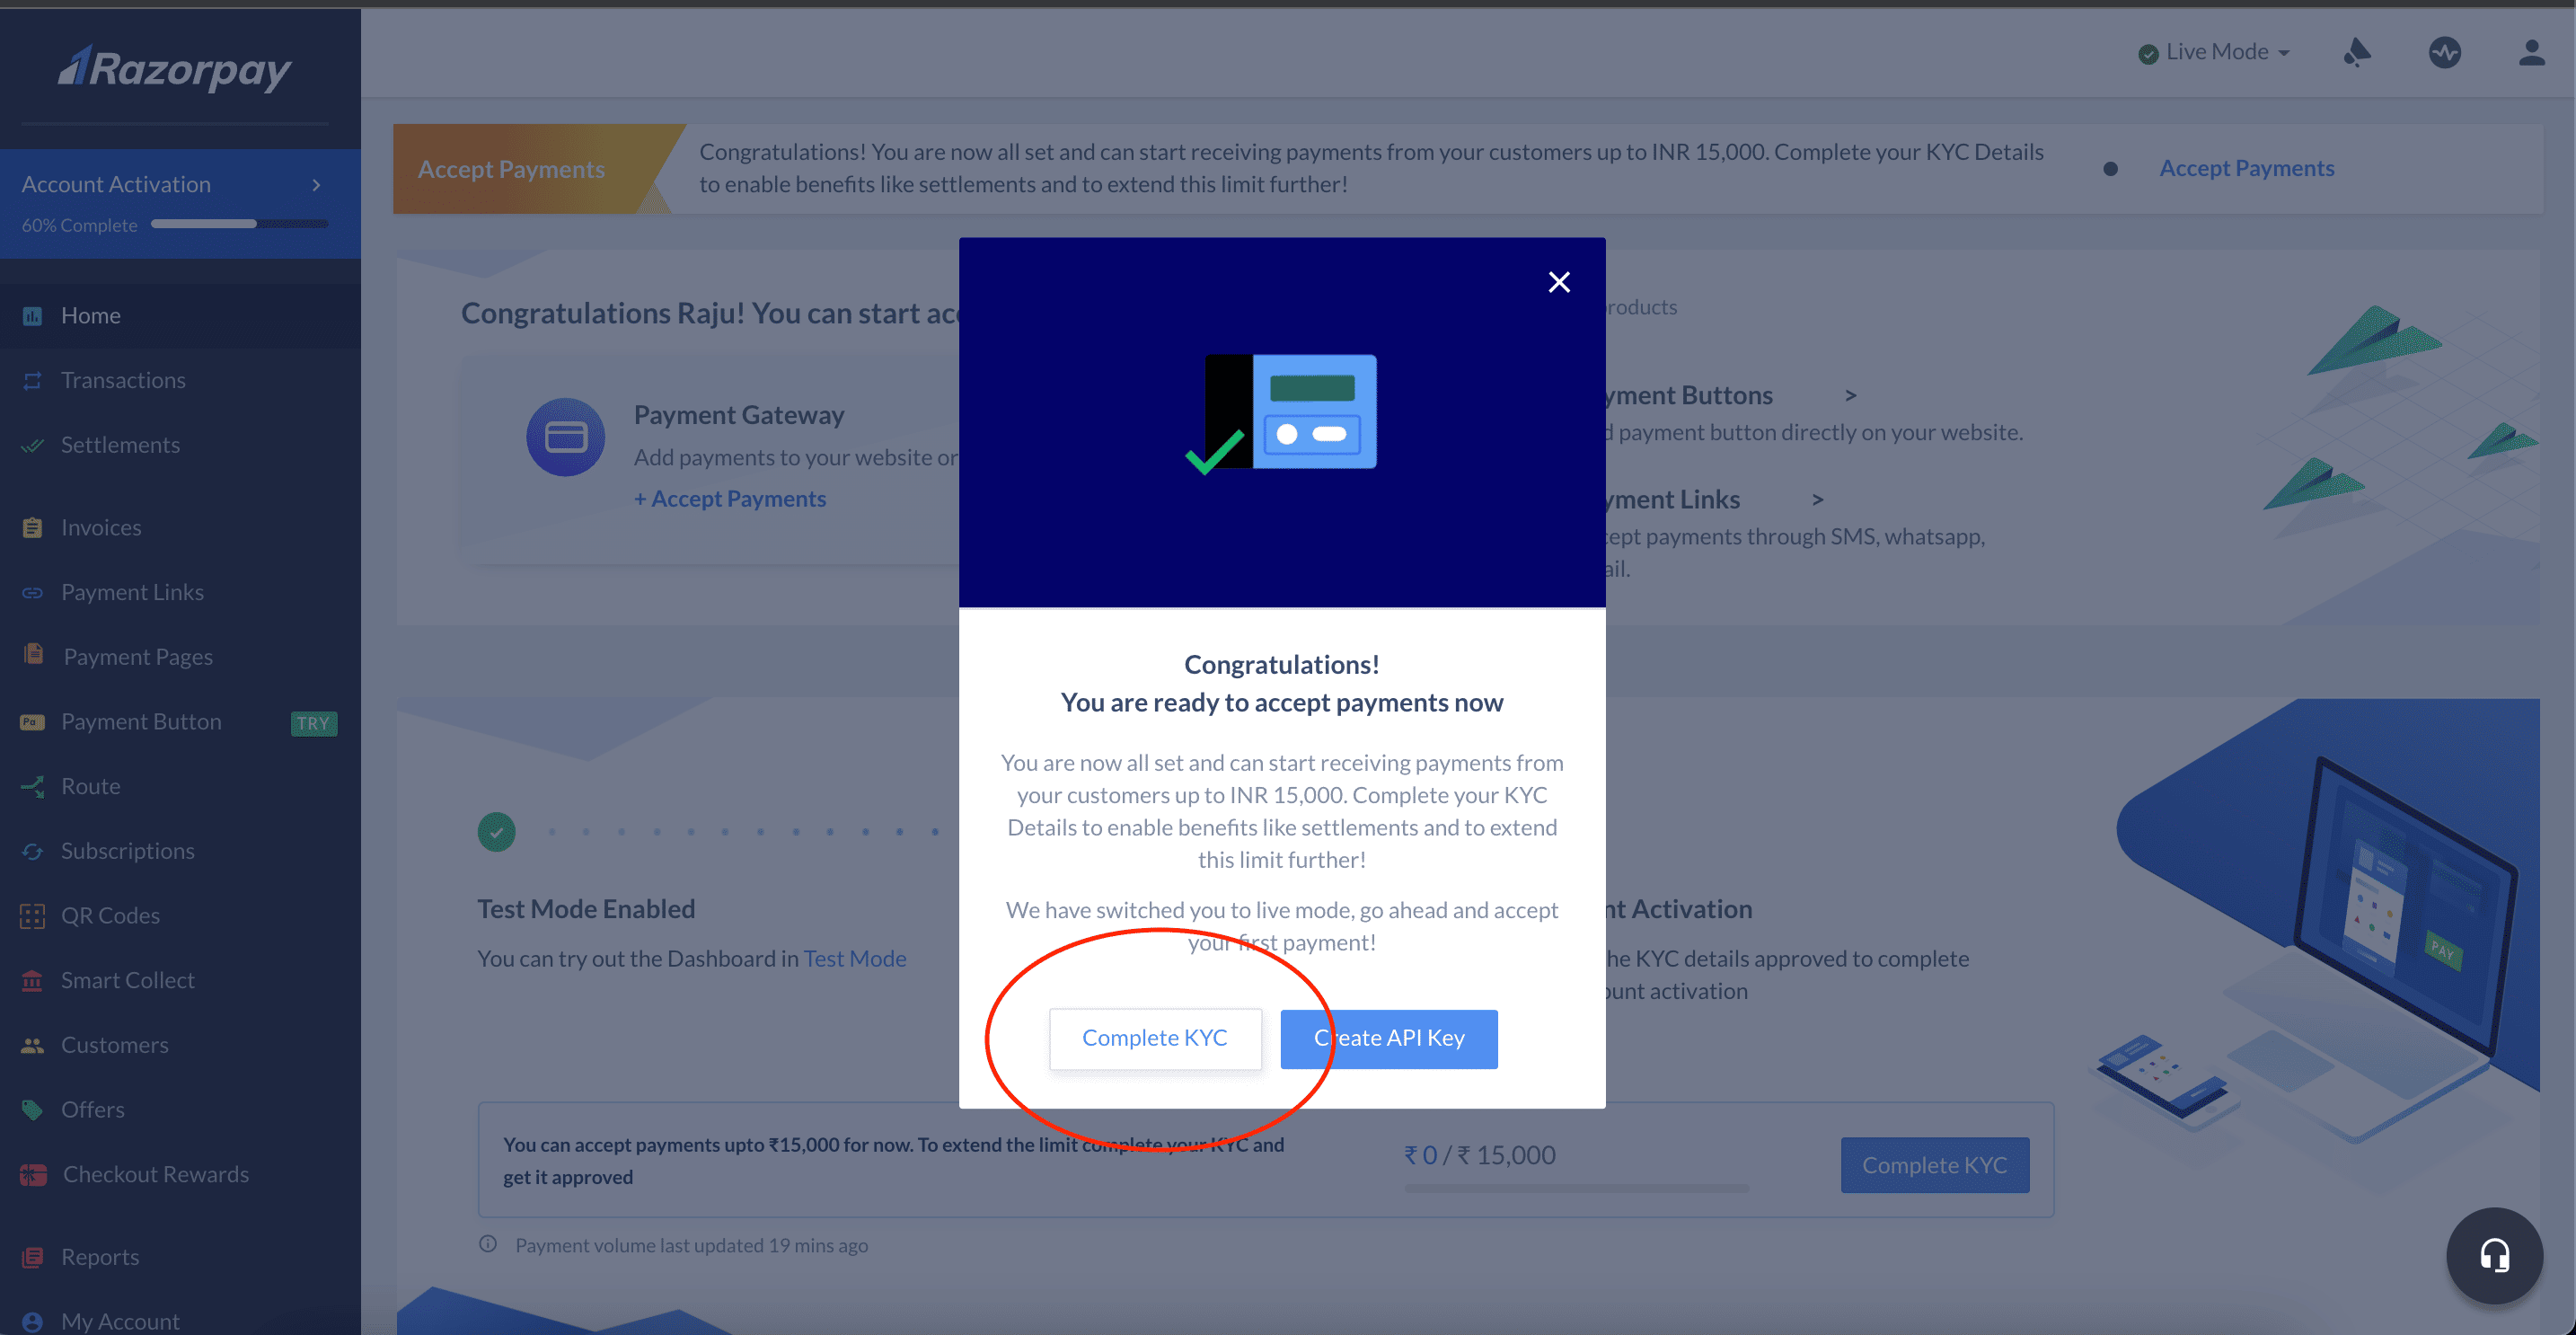 Razorpay
Account Activation
60% Complete
Home
Transactions
Settlements
Invoices
Payment Links
Payment Pages
Payment Button TRY
Route
Subscriptions
QR Codes
Smart Collect
Customers
Offers
Checkout Rewards
Reports
My Account
Live Mode
Accept Payments
Congratulations! You are now all set and can start receiving payments from your customers up to INR 15,000. Complete your KYC Details
to enable benefits like settlements and to extend this limit further!
Accept Payments
Congratulations Raju! You can start
Payment Gateway
Add payments to your website or
+ Accept Payments
yment Buttons >
payment button directly on your website.
yment Links >
ept payments through SMS, whatsapp,
ail.
Congratulations!
You are ready to accept payments now
You are now all set and can start receiving payments from
your customers up to INR 15,000. Complete your KYC
Details to enable benefits like settlements and to extend
this limit further!
We have switched you to live mode, go ahead and accept
your first payment!
Complete KYC
Create API Key
Test Mode Enabled
You can try out the Dashboard in Test Mode
nt Activation
he KYC details approved to complete
unt activation
PAY
You can accept payments upto ₹15,000 for now. To extend the limit complete your KYC and
get it approved
₹ 0 / ₹ 15,000
Complete KYC
Payment volume last updated 19 mins ago